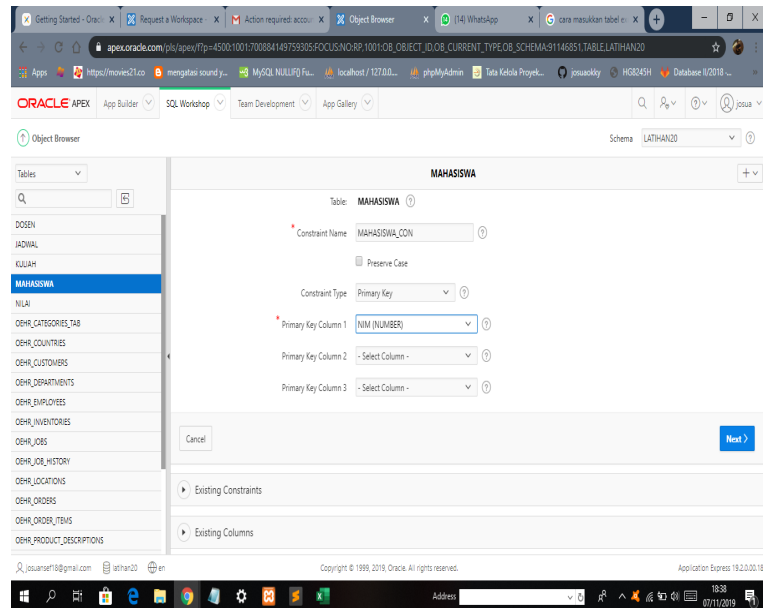 Getting Started - Oracl
Request a Workspace -
Action required: accour
Object Browser
(14) WhatsApp
cara masukkan tabel e
apex.oracle.com/pls/apex/f?p=4500:1001:700884149759305:FOCUS:NO:RP,1001:OB_OBJECT_ID,OB_CURRENT_TYPE,OB_SCHEMA:91146851,TABLE,LATIHAN20
Apps https://movies21.co mengatasi sound y... MySQL NULLIF() Fu... localhost / 127.0.0... phpMyAdmin Tata Kelola Proyek... josuaokky HG8245H Database II/2018 -...
ORACLE APEX App Builder SQL Workshop Team Development App Gallery josua
Object Browser Schema LATIHAN20
Tables
MAHASISWA
DOSEN
JADWAL
KULIAH
MAHASISWA
NILAI
OEHR_CATEGORIES_TAB
OEHR_COUNTRIES
OEHR_CUSTOMERS
OEHR_DEPARTMENTS
OEHR_EMPLOYEES
OEHR_INVENTORIES
OEHR_JOBS
OEHR_JOB_HISTORY
OEHR_LOCATIONS
OEHR_ORDERS
OEHR_ORDER_ITEMS
OEHR_PRODUCT_DESCRIPTIONS
Table: MAHASISWA
* Constraint Name MAHASISWA_CON
Preserve Case
Constraint Type Primary Key
* Primary Key Column 1 NIM (NUMBER)
Primary Key Column 2 - Select Column -
Primary Key Column 3 - Select Column -
Cancel Next >
Existing Constraints
Existing Columns
josuansef18@gmail.com latihan20 en Copyright © 1999, 2019, Oracle. All rights reserved. Application Express 19.2.0.00.18
Address
18:38
07/11/2019